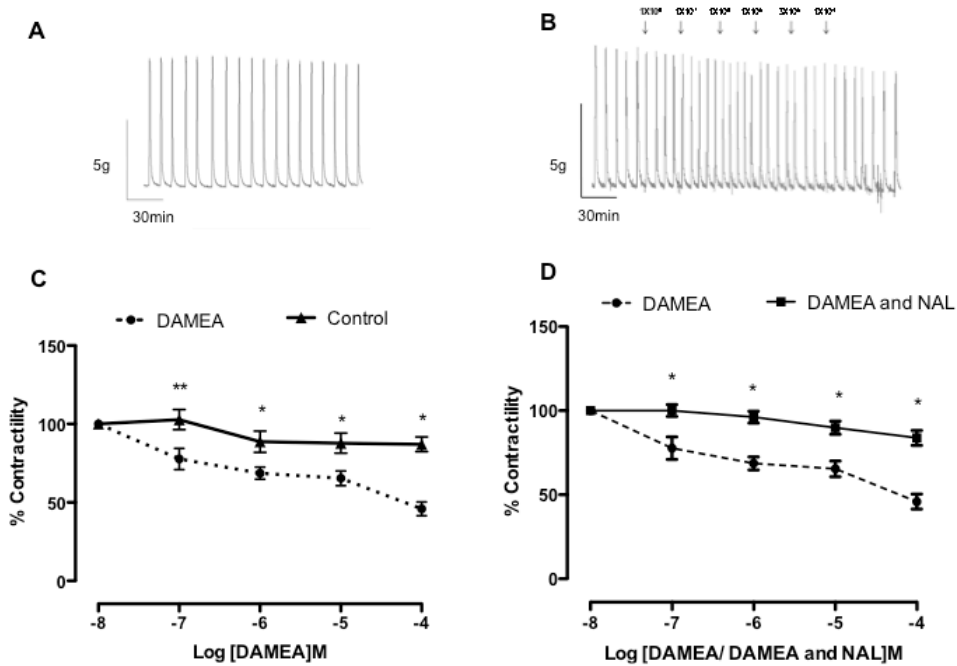 A
5g
30min
B
5g
30min
C
DAMEA Control
% Contractility
150
100
50
0
** * * *
-8 -7 -6 -5 -4
Log [DAMEA]M
D
DAMEA DAMEA and NAL
% Contractility
150
100
50
0
* * * *
-8 -7 -6 -5 -4
Log [DAMEA/ DAMEA and NAL]M